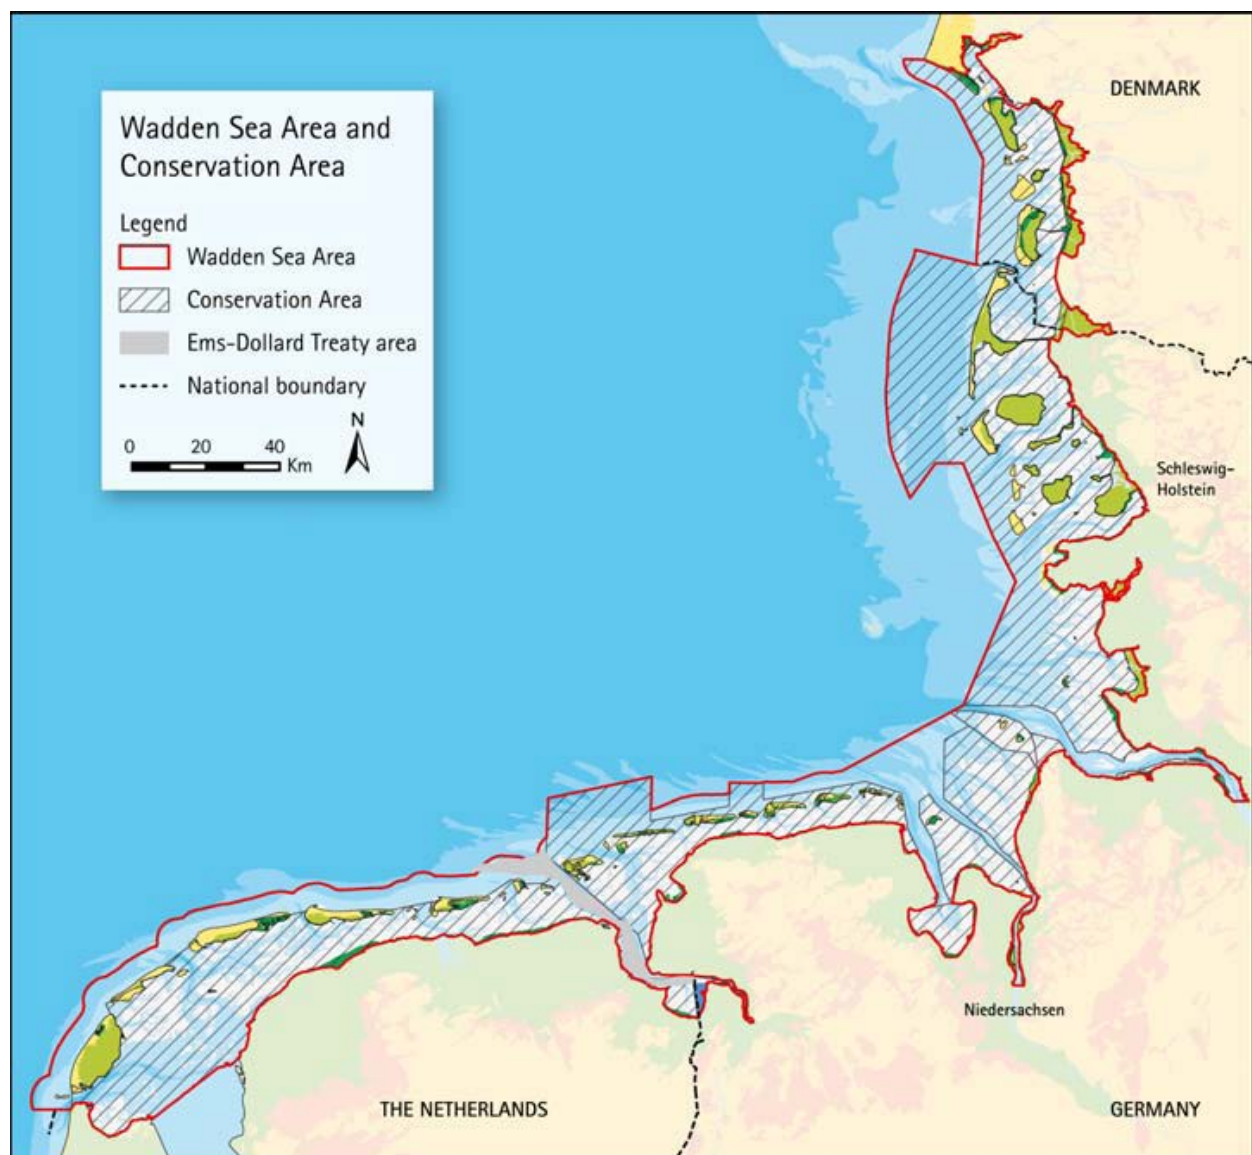 Wadden Sea Area and
Conservation Area
Legend
Wadden Sea Area
Conservation Area
Ems-Dollard Treaty area
National boundary
N
0 20 40
Km
DENMARK
Schleswig-
Holstein
Niedersachsen
THE NETHERLANDS
GERMANY